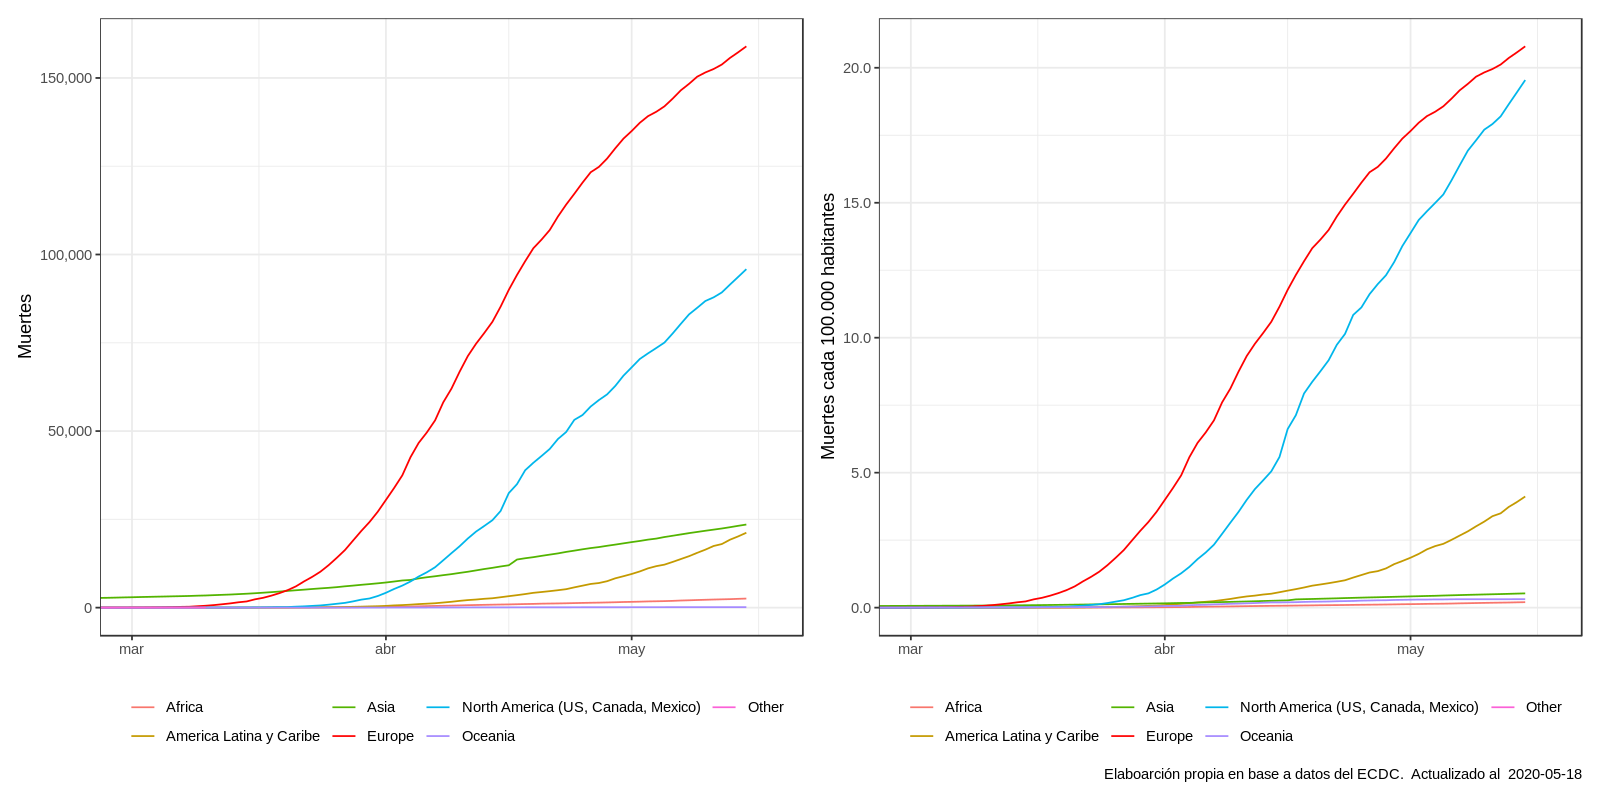 Muertes
150,000
100,000
50,000
0
mar abr may
Africa Asia North America (US, Canada, Mexico) Other
America Latina y Caribe Europe Oceania
Muertes cada 100.000 habitantes
20.0
15.0
10.0
5.0
0.0
mar abr may
Africa Asia North America (US, Canada, Mexico) Other
America Latina y Caribe Europe Oceania
Elaboarción propia en base a datos del ECDC. Actualizado al 2020-05-18